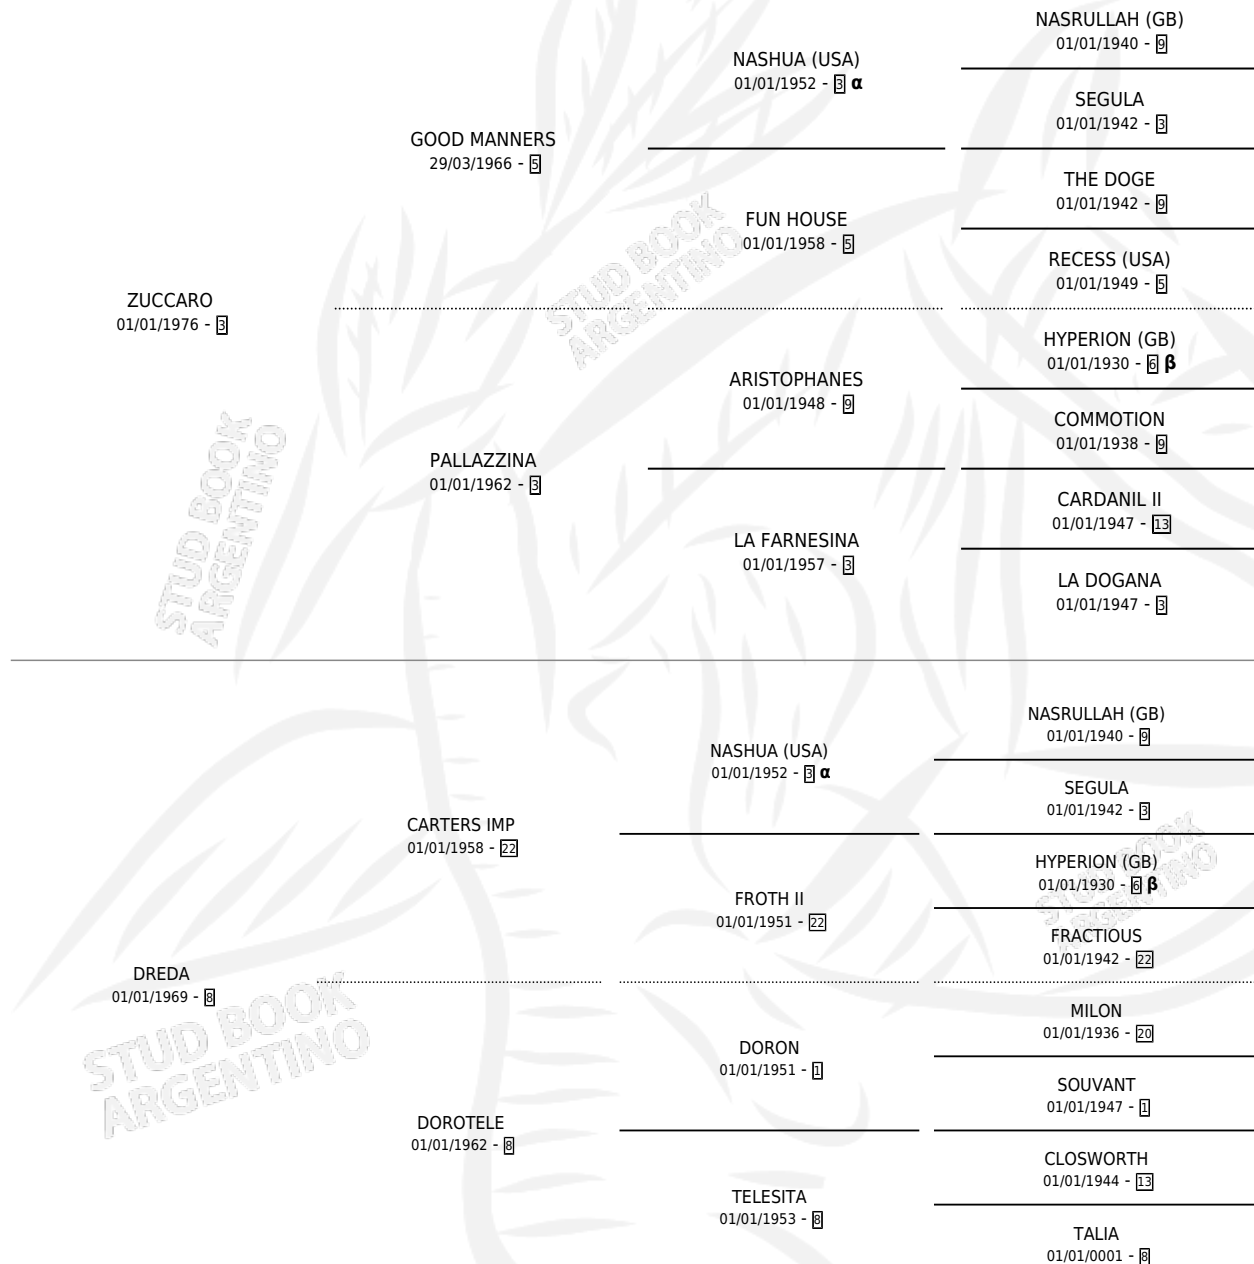 NASRULLAH (GB)
01/01/1940 - 9
NASHUA (USA)
01/01/1952 - 3 α
SEGULA
01/01/1942 - 3
GOOD MANNERS
29/03/1966 - 5
THE DOGE
01/01/1942 - 9
FUN HOUSE
01/01/1958 - 5
RECESS (USA)
01/01/1949 - 5
ZUCCARO
01/01/1976 - 3
HYPERION (GB)
01/01/1930 - 6 β
ARISTOPHANES
01/01/1948 - 9
COMMOTION
01/01/1938 - 9
PALLAZZINA
01/01/1962 - 3
CARDANIL II
01/01/1947 - 13
LA FARNESINA
01/01/1957 - 3
LA DOGANA
01/01/1947 - 3
NASRULLAH (GB)
01/01/1940 - 9
NASHUA (USA)
01/01/1952 - 3 α
SEGULA
01/01/1942 - 3
CARTERS IMP
01/01/1958 - 22
HYPERION (GB)
01/01/1930 - 6 β
FROTH II
01/01/1951 - 22
FRACTIOUS
01/01/1942 - 22
DREDA
01/01/1969 - 8
MILON
01/01/1936 - 20
DORON
01/01/1951 - 1
SOUVANT
01/01/1947 - 1
DOROTELE
01/01/1962 - 8
CLOSWORTH
01/01/1944 - 13
TELESITA
01/01/1953 - 8
TALIA
01/01/0001 - 8
STUD BOOK
ARGENTINO
STUD BOOK
ARGENTINO
STUD BOOK
ARGENTINO
STUD BOOK
ARGENTINO